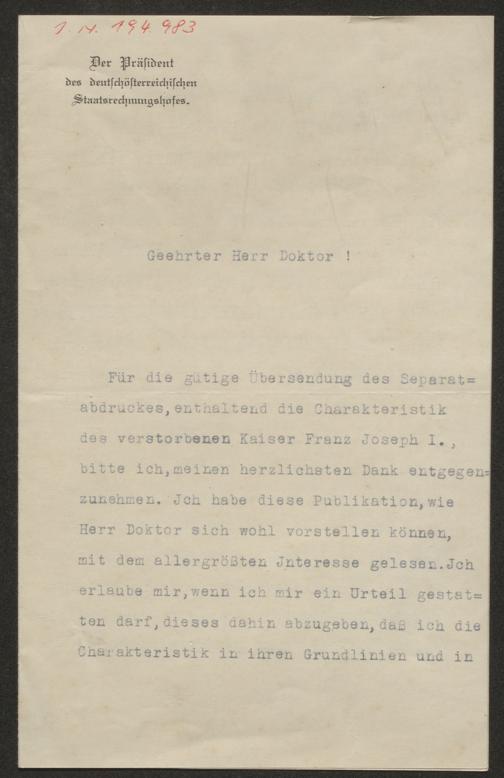 I.N. 194.983
Der Präsident
des deutschösterreichischen
Staatsrechnungshofes.
Geehrter Herr Doktor !
Für die gütige Übersendung des Separat=
abdruckes, enthaltend die Charakteristik
des verstorbenen Kaiser Franz Joseph I.,
bitte ich, meinen herzlichsten Dank entgegen=
zunehmen. Jch habe diese Publikation, wie
Herr Doktor sich wohl vorstellen können,
mit dem allergrößten Jnteresse gelesen.Jch
erlaube mir, wenn ich mir ein Urteil gestat=
ten darf, dieses dahin abzugeben, daß ich die
Charakteristik in ihren Grundlinien und in